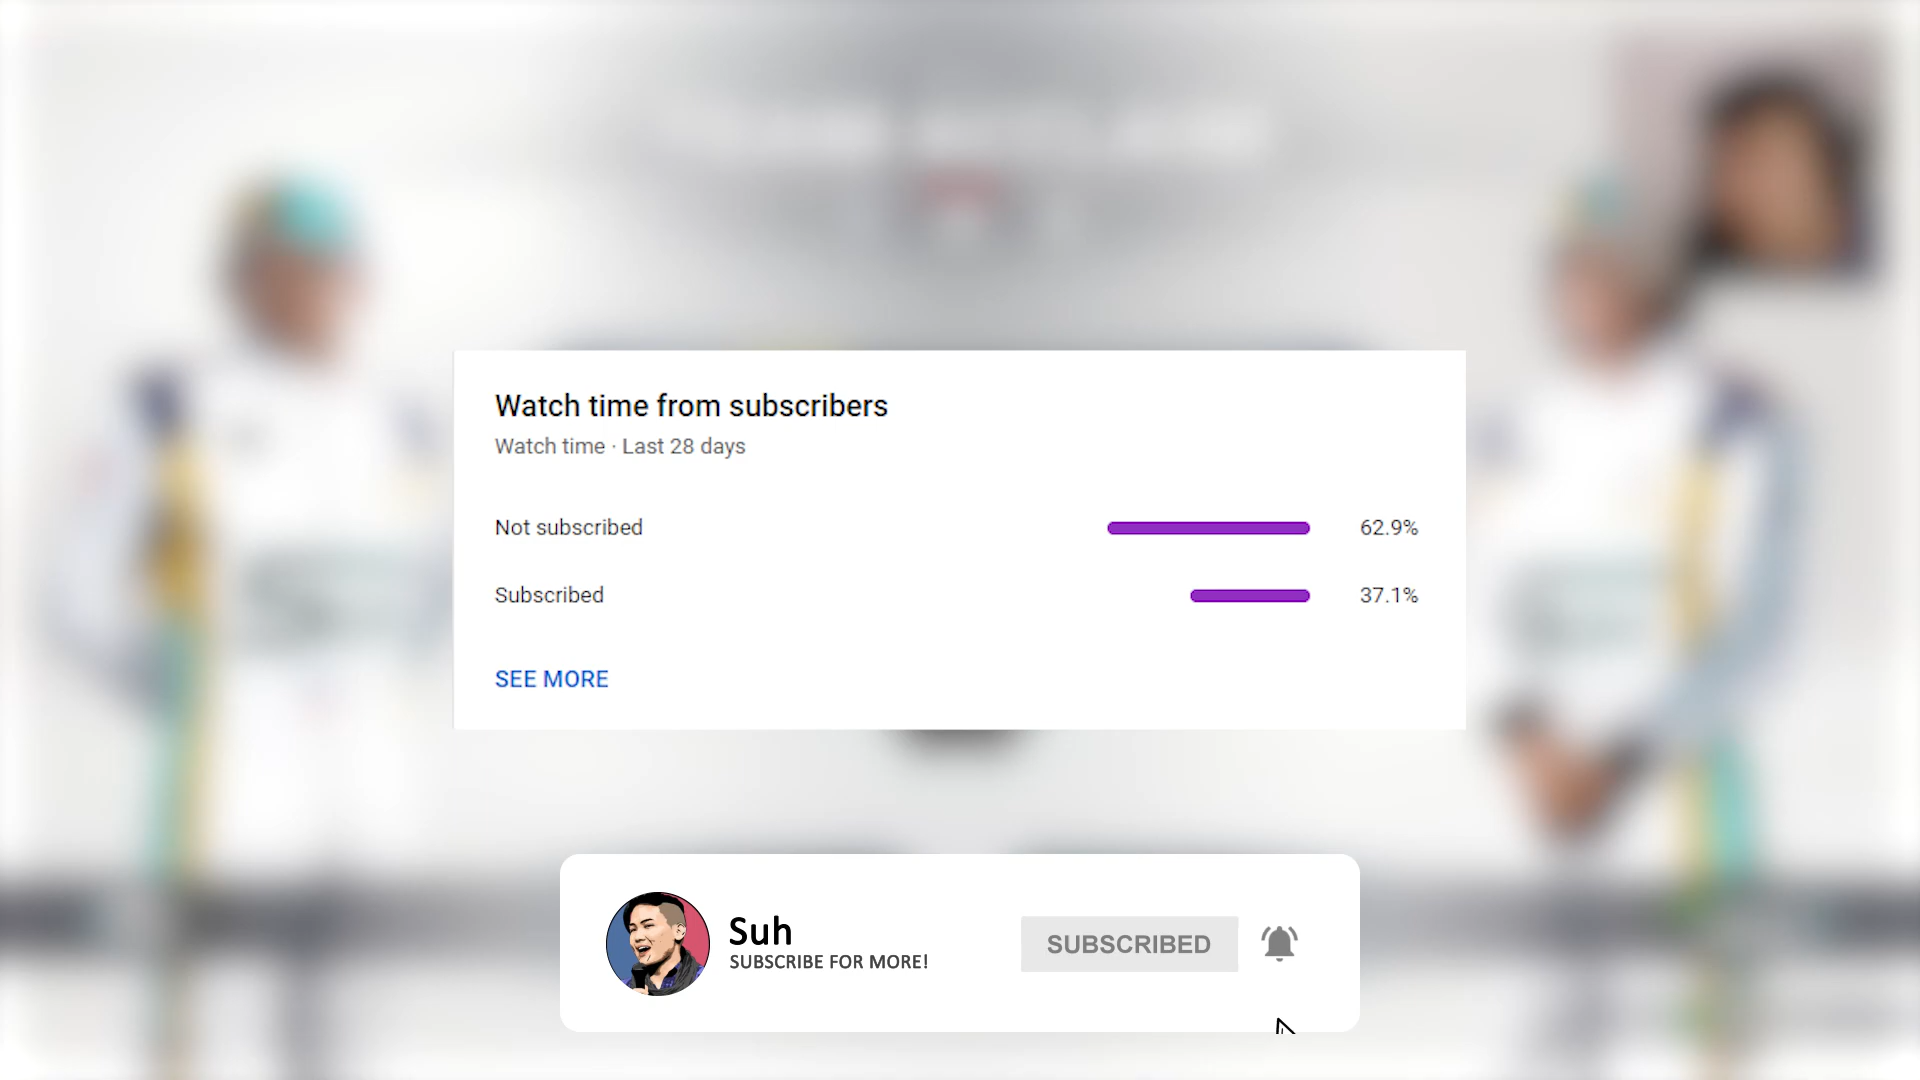 Watch time from subscribers
Watch time · Last 28 days
Not subscribed 62.9%
Subscribed 37.1%
SEE MORE
Suh
SUBSCRIBE FOR MORE!
SUBSCRIBED